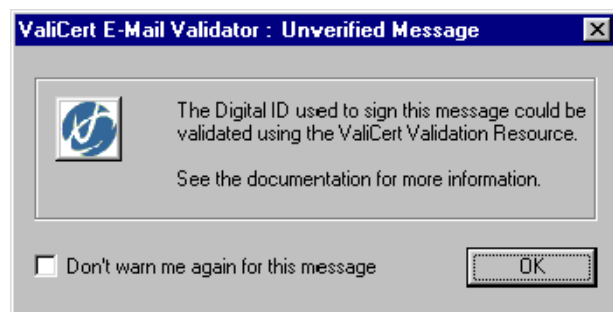 ValiCert E-Mail Validator : Unverified Message
The Digital ID used to sign this message could be
validated using the ValiCert Validation Resource.
See the documentation for more information.
Don't warn me again for this message
OK